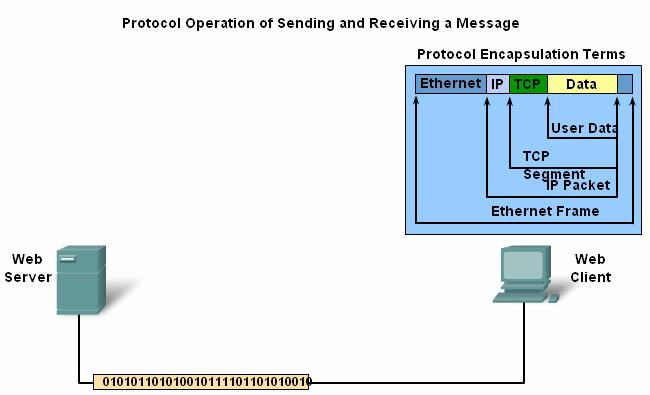 Protocol Operation of Sending and Receiving a Message
Protocol Encapsulation Terms
Ethernet IP TCP Data
User Data
TCP
Segment
IP Packet
Ethernet Frame
Web
Server
Web
Client
010101101010010111101101010010